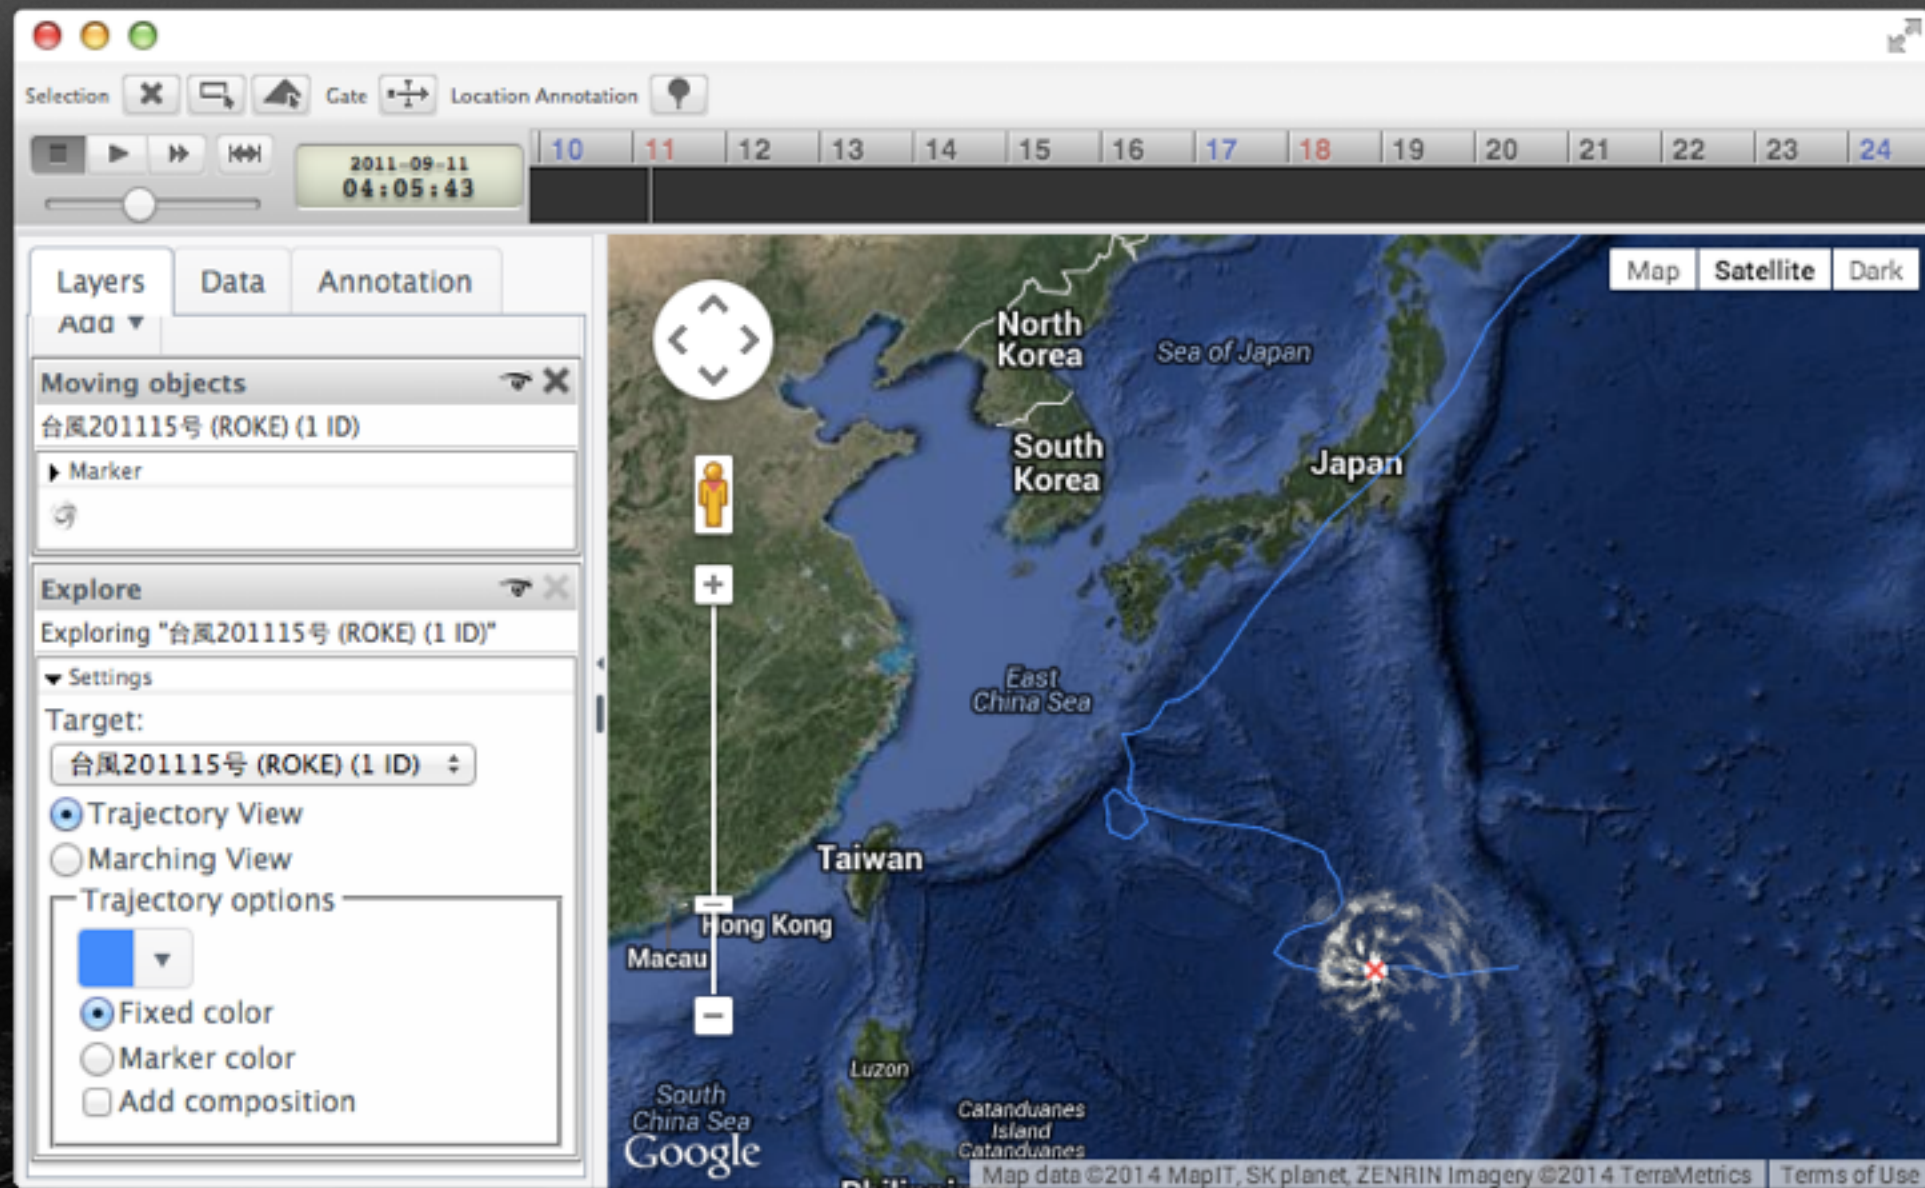 Selection
Gate
Location Annotation
2011-09-11
04:05:43
10 11 12 13 14 15 16 17 18 19 20 21 22 23 24
Layers
Data
Annotation
Add
Moving objects
台風201115号 (ROKE) (1 ID)
Marker
Explore
Exploring "台風201115号 (ROKE) (1 ID)"
Settings
Target:
台風201115号 (ROKE) (1 ID)
Trajectory View
Marching View
Trajectory options
Fixed color
Marker color
Add composition
Map
Satellite
Dark
North
Korea
Sea of Japan
South
Korea
Japan
East
China Sea
Taiwan
Hong Kong
Macau
Luzon
South
China Sea
Catanduanes
Island
Catanduanes
Google
Map data ©2014 MapIT, SK planet, ZENRIN Imagery ©2014 TerraMetrics
Terms of Use